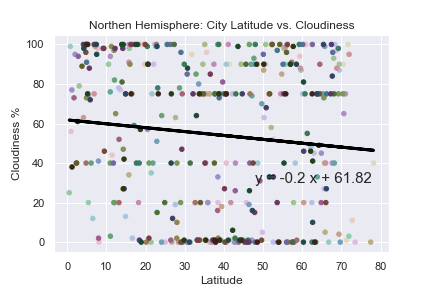 Northen Hemisphere: City Latitude vs. Cloudiness
100
80
60
40
20
0
Cloudiness %
y = -0.2 x + 61.82
0 10 20 30 40 50 60 70 80
Latitude